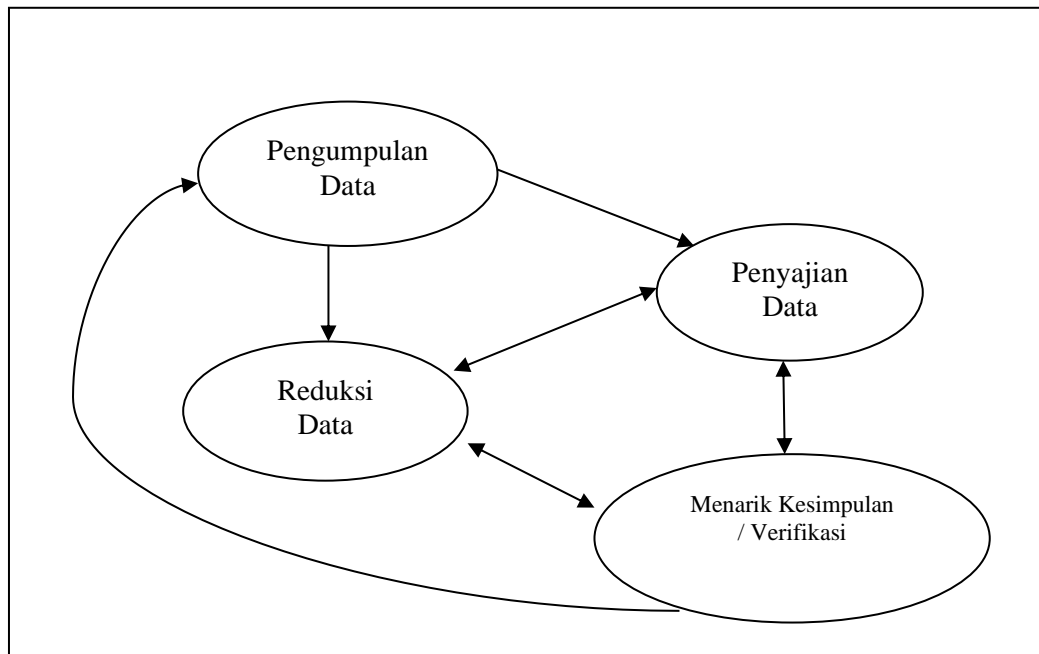 Pengumpulan
Data
Penyajian
Data
Reduksi
Data
Menarik Kesimpulan
/ Verifikasi